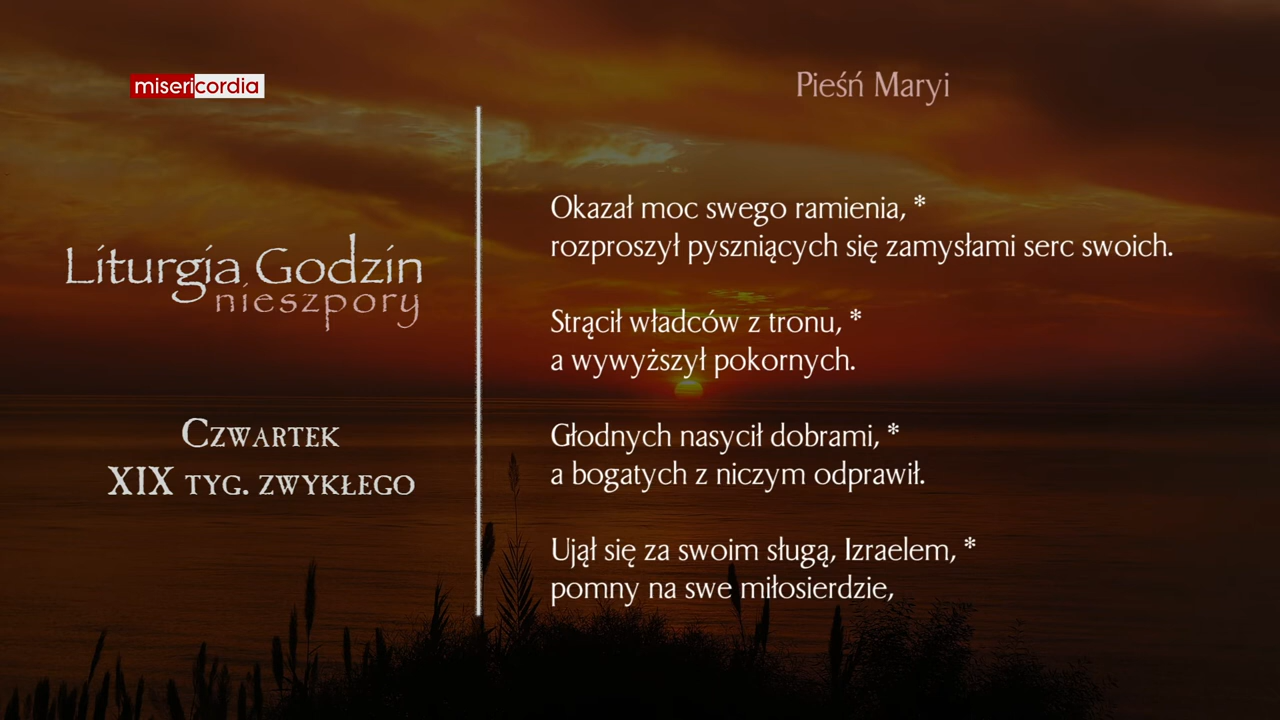 misericordia
Liturgia Godzin
nieszpory
Czwartek
XIX tyg. zwykłego
Pieśń Maryi
Okazał moc swego ramienia, *
rozproszył pyszniących się zamysłami serc swoich.
Strącił władców z tronu, *
a wywyższył pokornych.
Głodnych nasycił dobrami, *
a bogatych z niczym odprawił.
Ujął się za swoim sługą, Izraelem, *
pomny na swe miłosierdzie,